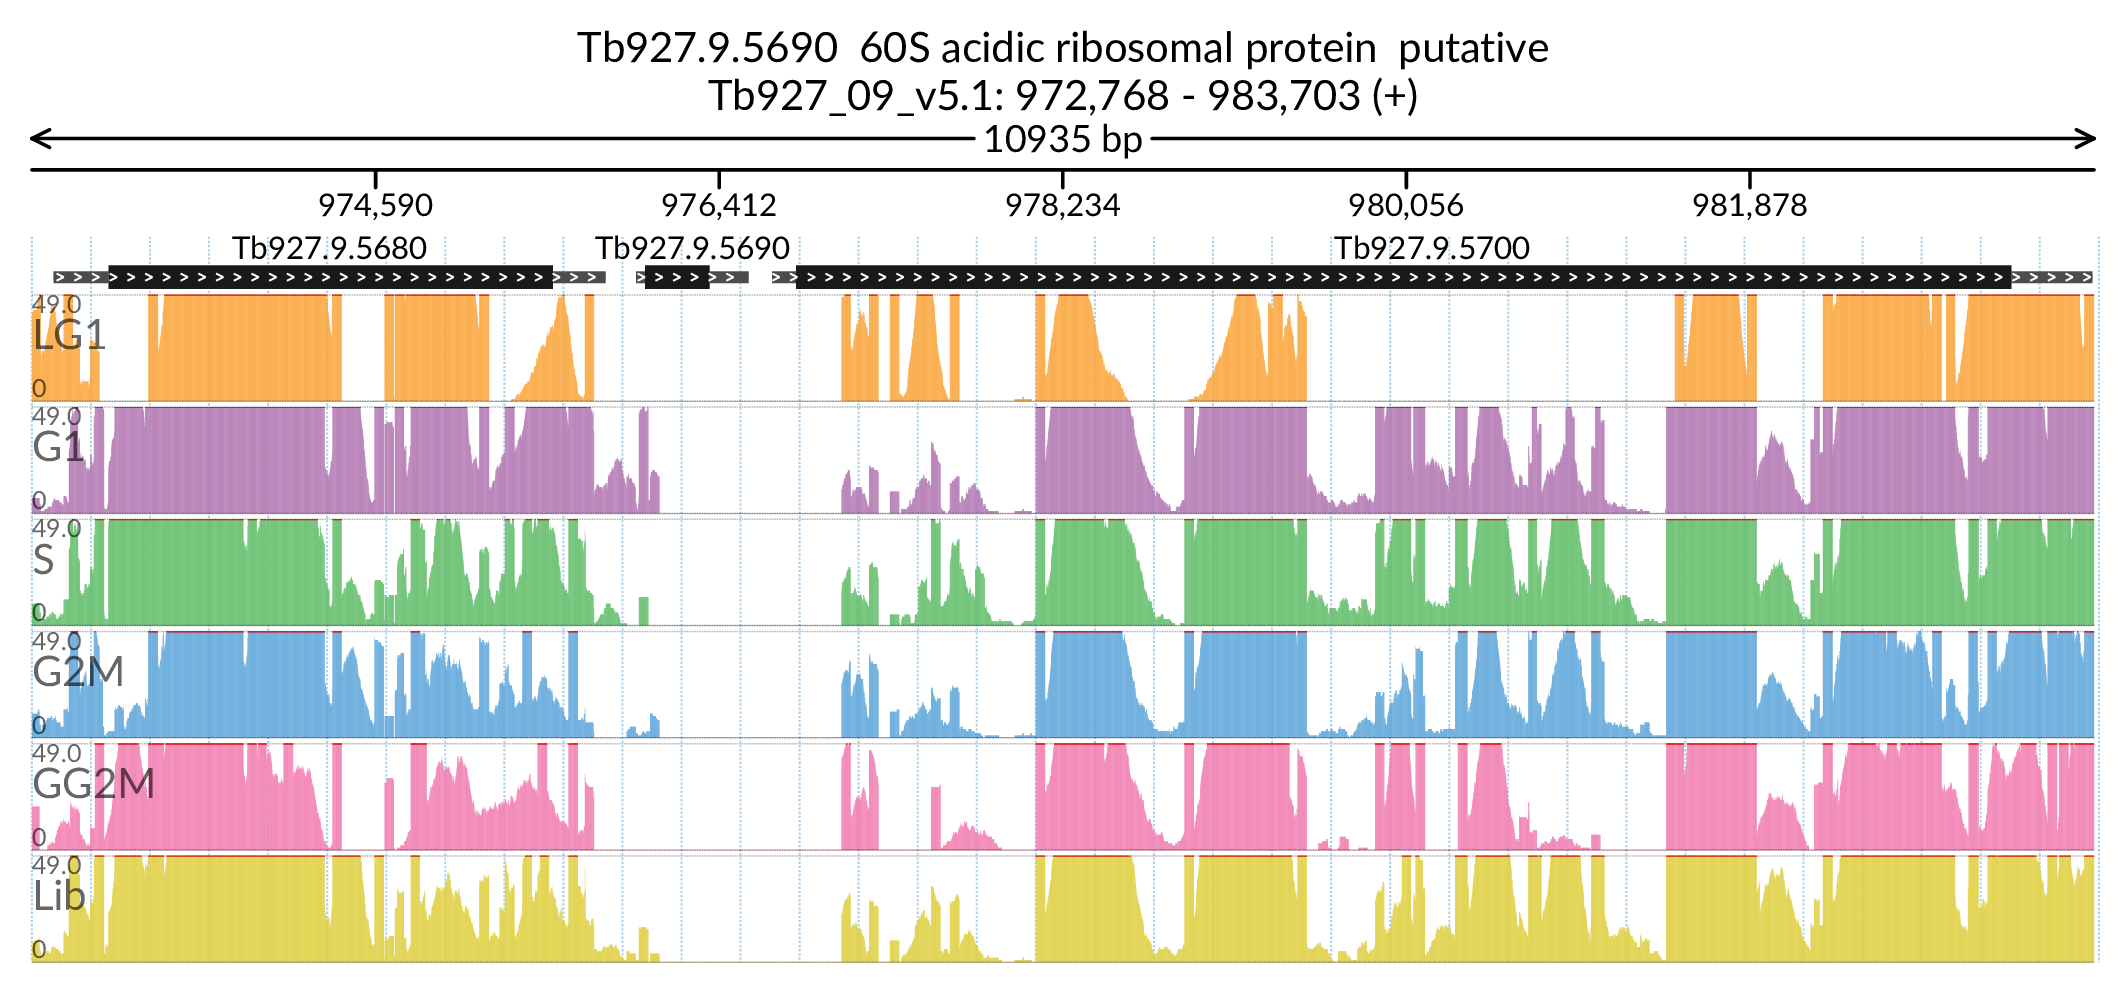 Tb927.9.5690  60S acidic ribosomal protein  putative
Tb927_09_v5.1: 972,768 - 983,703 (+)
10935 bp
974,590 976,412 978,234 980,056 981,878
Tb927.9.5680 Tb927.9.5690 Tb927.9.5700
49.0
LG1
0
49.0
G1
0
49.0
S
0
49.0
G2M
0
49.0
GG2M
0
49.0
Lib
0